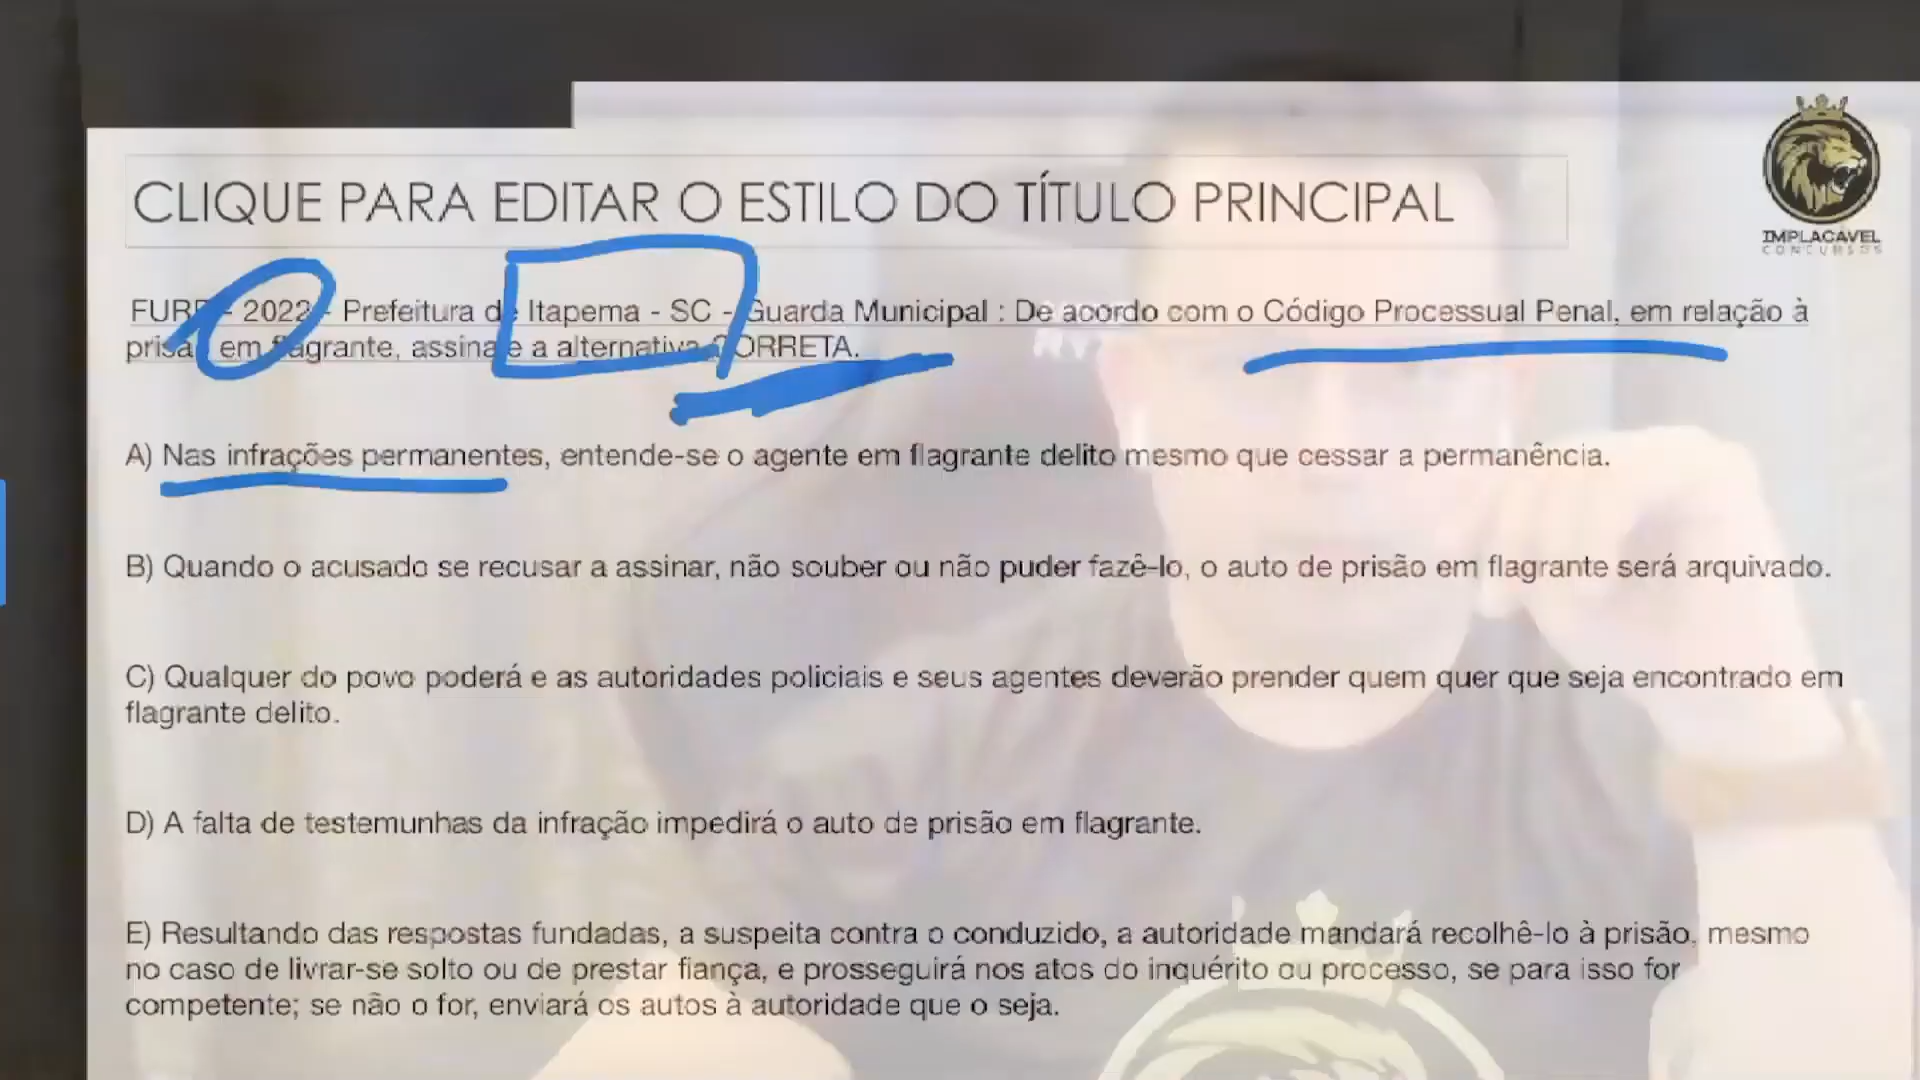 IMPLACAVEL
CONCURSOS
CLIQUE PARA EDITAR O ESTILO DO TÍTULO PRINCIPAL
2022 - Prefeitura de Itapema - SC - Guarda Municipal : De acordo com o Código Processual Penal, em relação à
em flagrante, a alternativa CORRETA.
A) Nas infrações permanentes, entende-se o agente em flagrante delito mesmo que cessar a permanência.
B) Quando o acusado se recusar a assinar, não souber ou não puder fazê-lo, o auto de prisão em flagrante será arquivado.
C) Qualquer do povo poderá e as autoridades policiais e seus agentes deverão prender quem quer que seja encontrado em
flagrante delito.
D) A falta de testemunhas da infração impedirá o auto de prisão em flagrante.
E) Resultando das respostas fundadas, a suspeita contra o conduzido, a autoridade mandará recolhê-lo à prisão, mesmo
no caso de livrar-se solto ou de prestar fiança, e prosseguirá nos atos do inquérito ou processo, se para isso for
competente; se não o for, enviará os autos à autoridade que o seja.